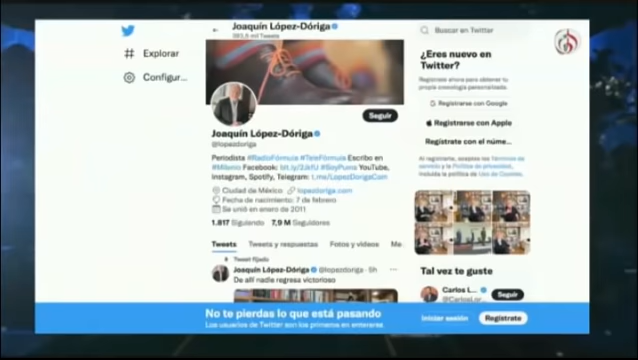 Joaquín López-Dóriga
383,5 mil Tweets
Buscar en Twitter
Explorar
Configur...
¿Eres nuevo en
Twitter?
Regístrate ahora para obtener tu
propia cronología personalizada.
Registrarse con Google
Registrarse con Apple
Regístrate con el núme...
Al registrarte, aceptas los Términos de
servicio y la Política de privacidad,
incluida la política de Uso de Cookies.
Seguir
Joaquín López-Dóriga
@lopezdoriga
Periodista #RadioFórmula #TeleFórmula Escribo en
#Milenio Facebook: #SoyPuma YouTube,
Instagram, Spotify, Telegram: t.me/LopezDorigaCom
Ciudad de México lopezdoriga.com
Fecha de nacimiento: 7 de febrero
Se unió en enero de 2011
1.817 Siguiendo 7,9 M Seguidores
Tweets Tweets y respuestas Fotos y videos Me
Tweet fijado
Joaquín López-Dóriga @lopezdoriga · 5h
De allí nadie regresa victorioso
Tal vez te guste
Carlos L...
@CarlosLor...
Seguir
No te pierdas lo que está pasando
Los usuarios de Twitter son los primeros en enterarse.
Iniciar sesión
Regístrate